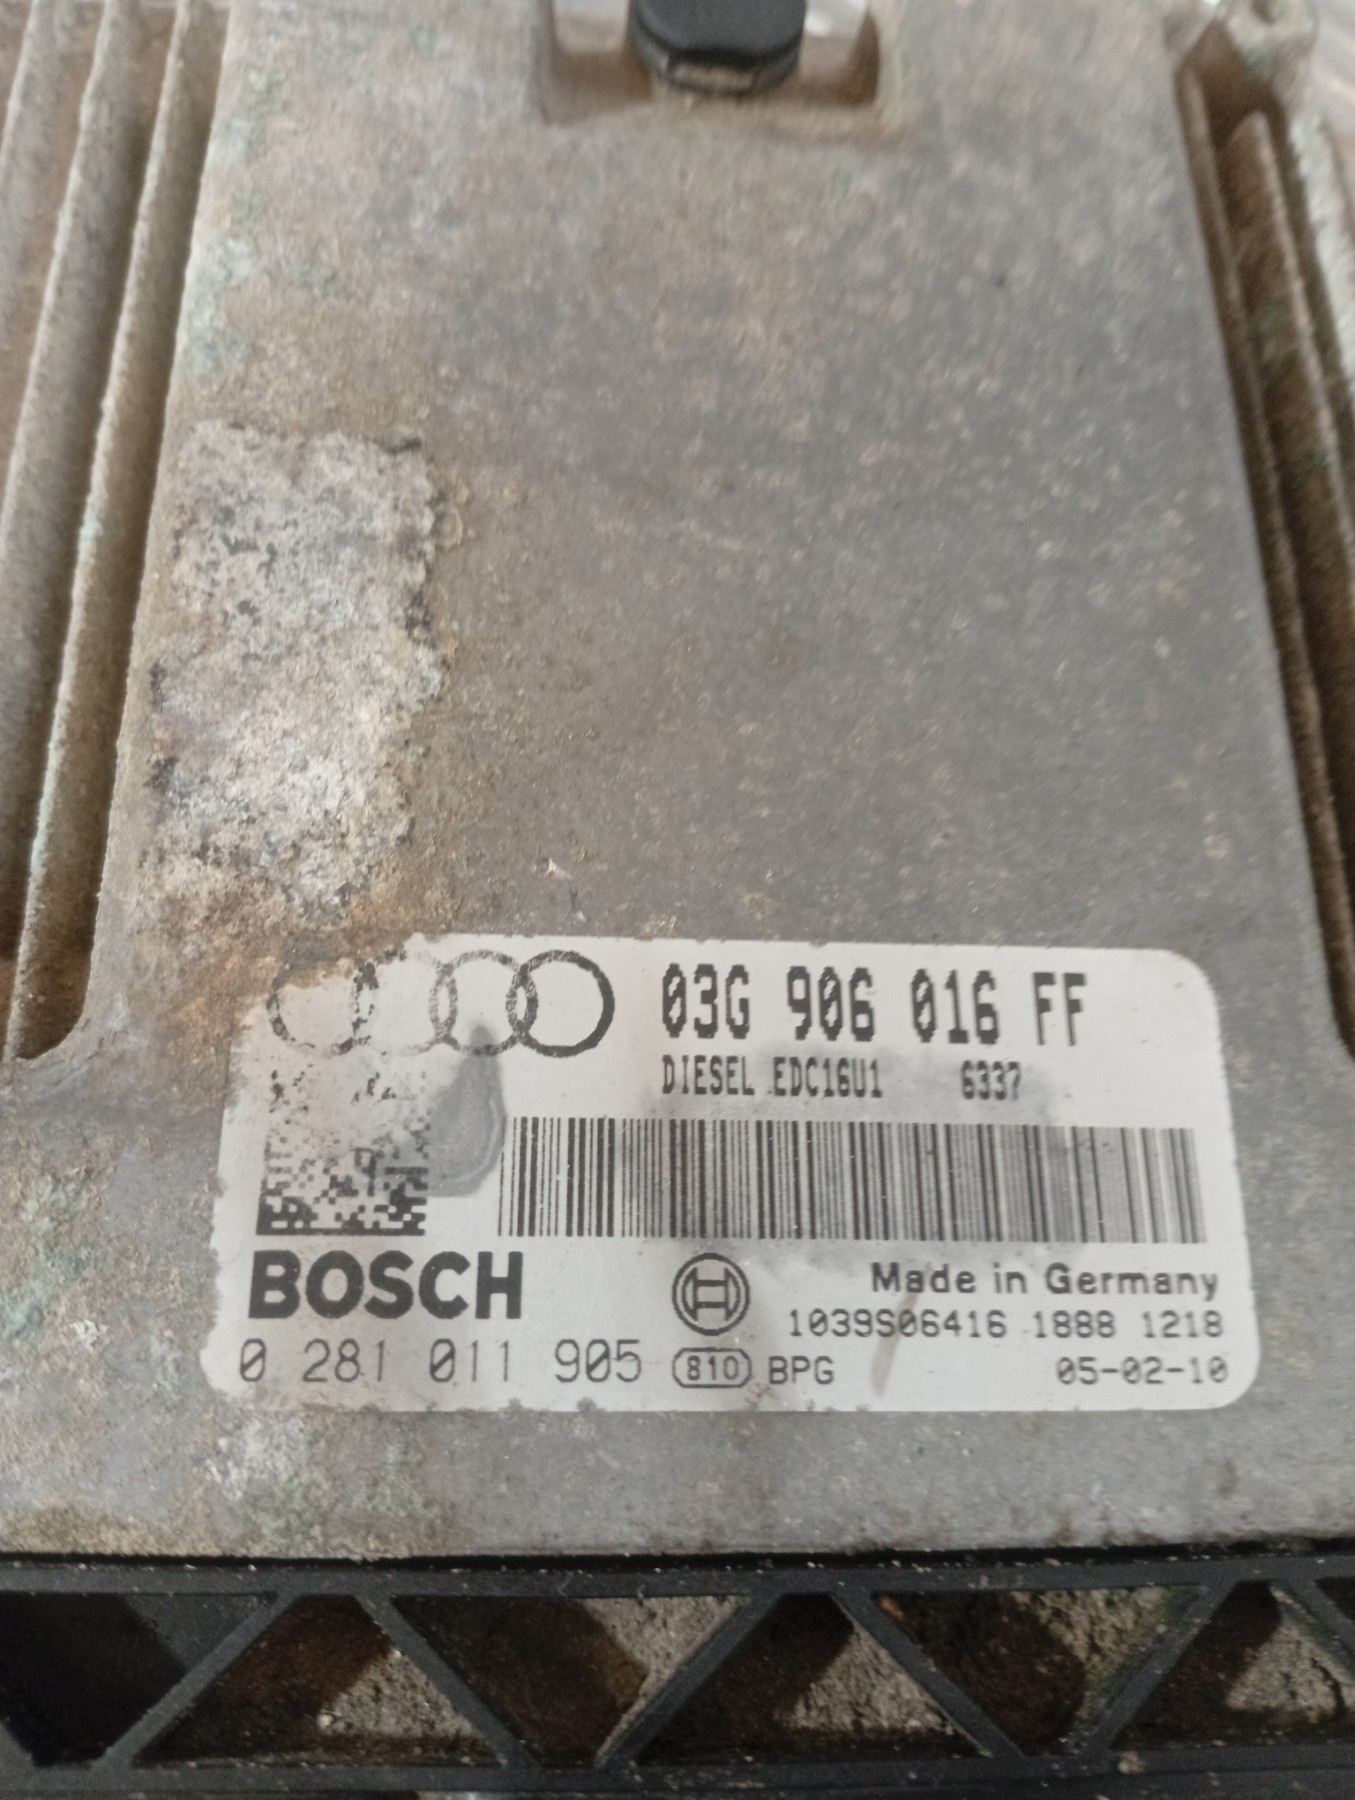 03G 906 016 FF
DIESEL EDC16U1 6337
BOSCH
Made in Germany
1039S06416 1888 1218
0 281 011 905 810 BPG 05-02-10